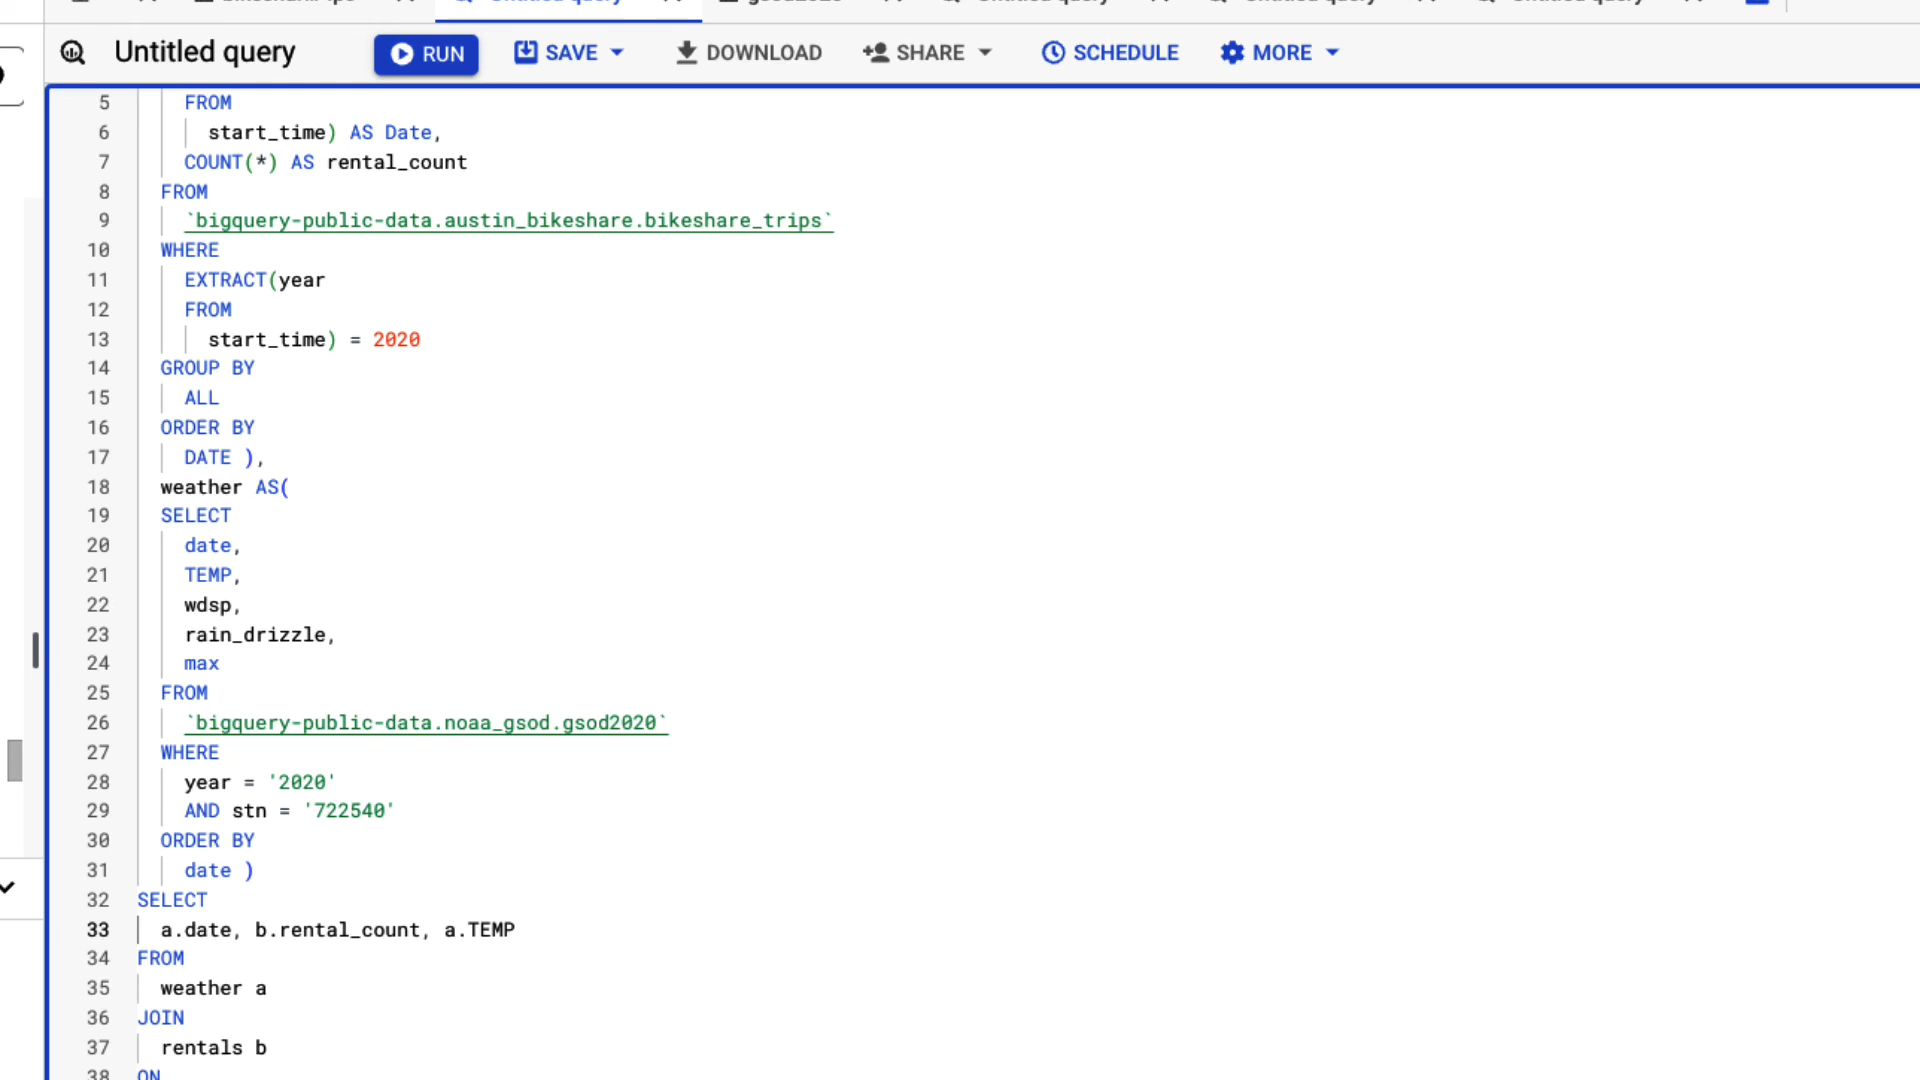 Untitled query
RUN
SAVE
DOWNLOAD
SHARE
SCHEDULE
MORE
5 FROM
6 start_time) AS Date,
7 COUNT(*) AS rental_count
8 FROM
9 `bigquery-public-data.austin_bikeshare.bikeshare_trips`
10 WHERE
11 EXTRACT(year
12 FROM
13 start_time) = 2020
14 GROUP BY
15 ALL
16 ORDER BY
17 DATE ),
18 weather AS(
19 SELECT
20 date,
21 TEMP,
22 wdsp,
23 rain_drizzle,
24 max
25 FROM
26 `bigquery-public-data.noaa_gsod.gsod2020`
27 WHERE
28 year = '2020'
29 AND stn = '722540'
30 ORDER BY
31 date )
32 SELECT
33 a.date, b.rental_count, a.TEMP
34 FROM
35 weather a
36 JOIN
37 rentals b
38 ON